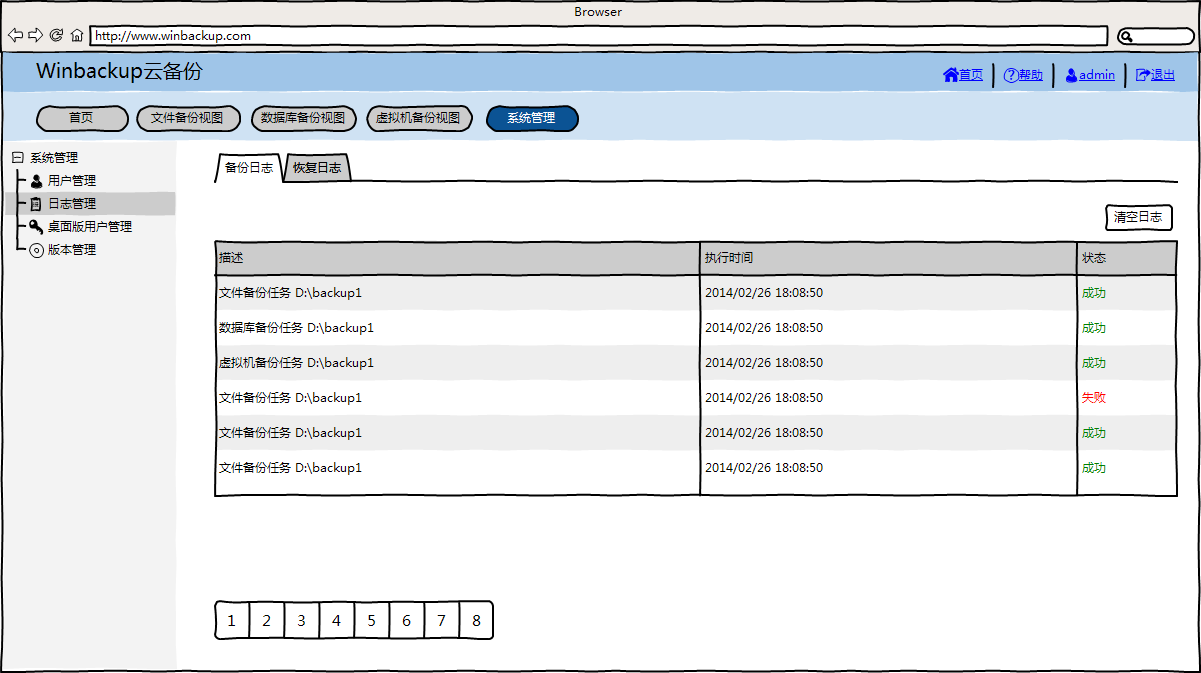 Browser
http://www.winbackup.com
Winbackup云备份
首页 帮助 admin 退出
首页 文件备份视图 数据库备份视图 虚拟机备份视图 系统管理
系统管理
用户管理
日志管理
桌面版用户管理
版本管理
备份日志 恢复日志
清空日志
描述 执行时间 状态
文件备份任务 D:\backup1 2014/02/26 18:08:50 成功
数据库备份任务 D:\backup1 2014/02/26 18:08:50 成功
虚拟机备份任务 D:\backup1 2014/02/26 18:08:50 成功
文件备份任务 D:\backup1 2014/02/26 18:08:50 失败
文件备份任务 D:\backup1 2014/02/26 18:08:50 成功
文件备份任务 D:\backup1 2014/02/26 18:08:50 成功
1 2 3 4 5 6 7 8